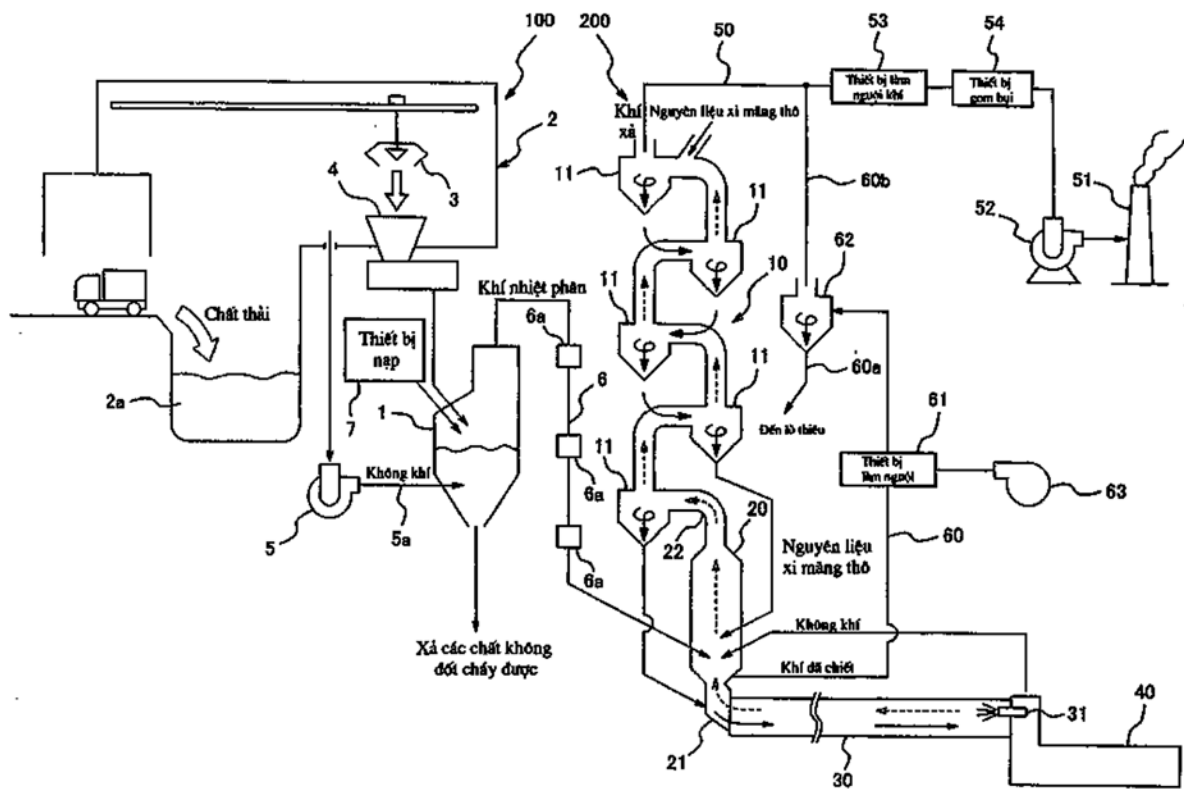 100
200
50
53
54
Thiết bị làm
nguội khí
Thiết bị
gom bụi
Khí
xả
Nguyên liệu xi măng thô
2
4
3
11
11
60b
51
52
62
10
Chất thải
Khí nhiệt phân
6a
11
Thiết bị
nạp
60a
11
2a
7
1
6
Đến lò thiêu
61
11
Không khí
6a
Thiết bị
làm nguội
63
5
5a
20
22
Nguyên liệu
xi măng thô
60
6a
Không khí
Xả các chất không
đốt cháy được
Khí đã chiết
31
40
21
30